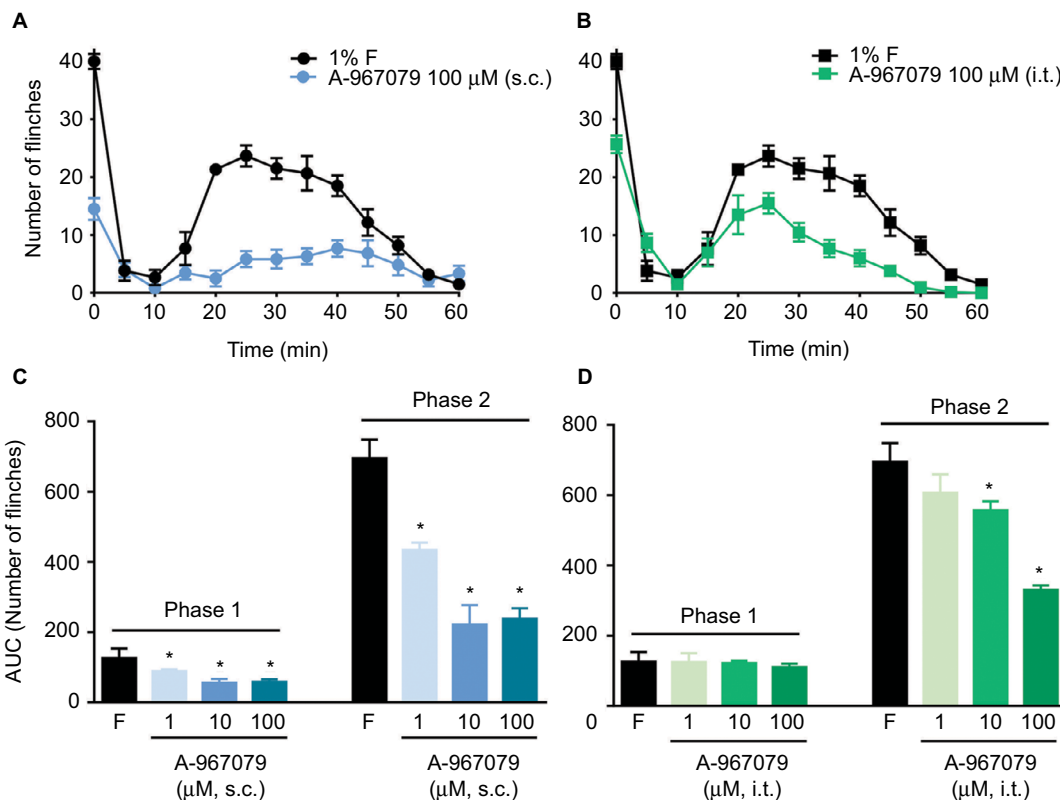 A
1% F
A-967079 100 μM (s.c.)
Number of flinches
40
30
20
10
0
0 10 20 30 40 50 60
Time (min)
B
1% F
A-967079 100 μM (i.t.)
40
30
20
10
0
0 10 20 30 40 50 60
Time (min)
C
AUC (Number of flinches)
800
600
400
200
0
Phase 1
Phase 2
* * *
* * *
F 1 10 100 F 1 10 100
A-967079
(μM, s.c.)
A-967079
(μM, s.c.)
D
800
600
400
200
0
Phase 1
Phase 2
* *
F 1 10 100 F 1 10 100
A-967079
(μM, i.t.)
A-967079
(μM, i.t.)